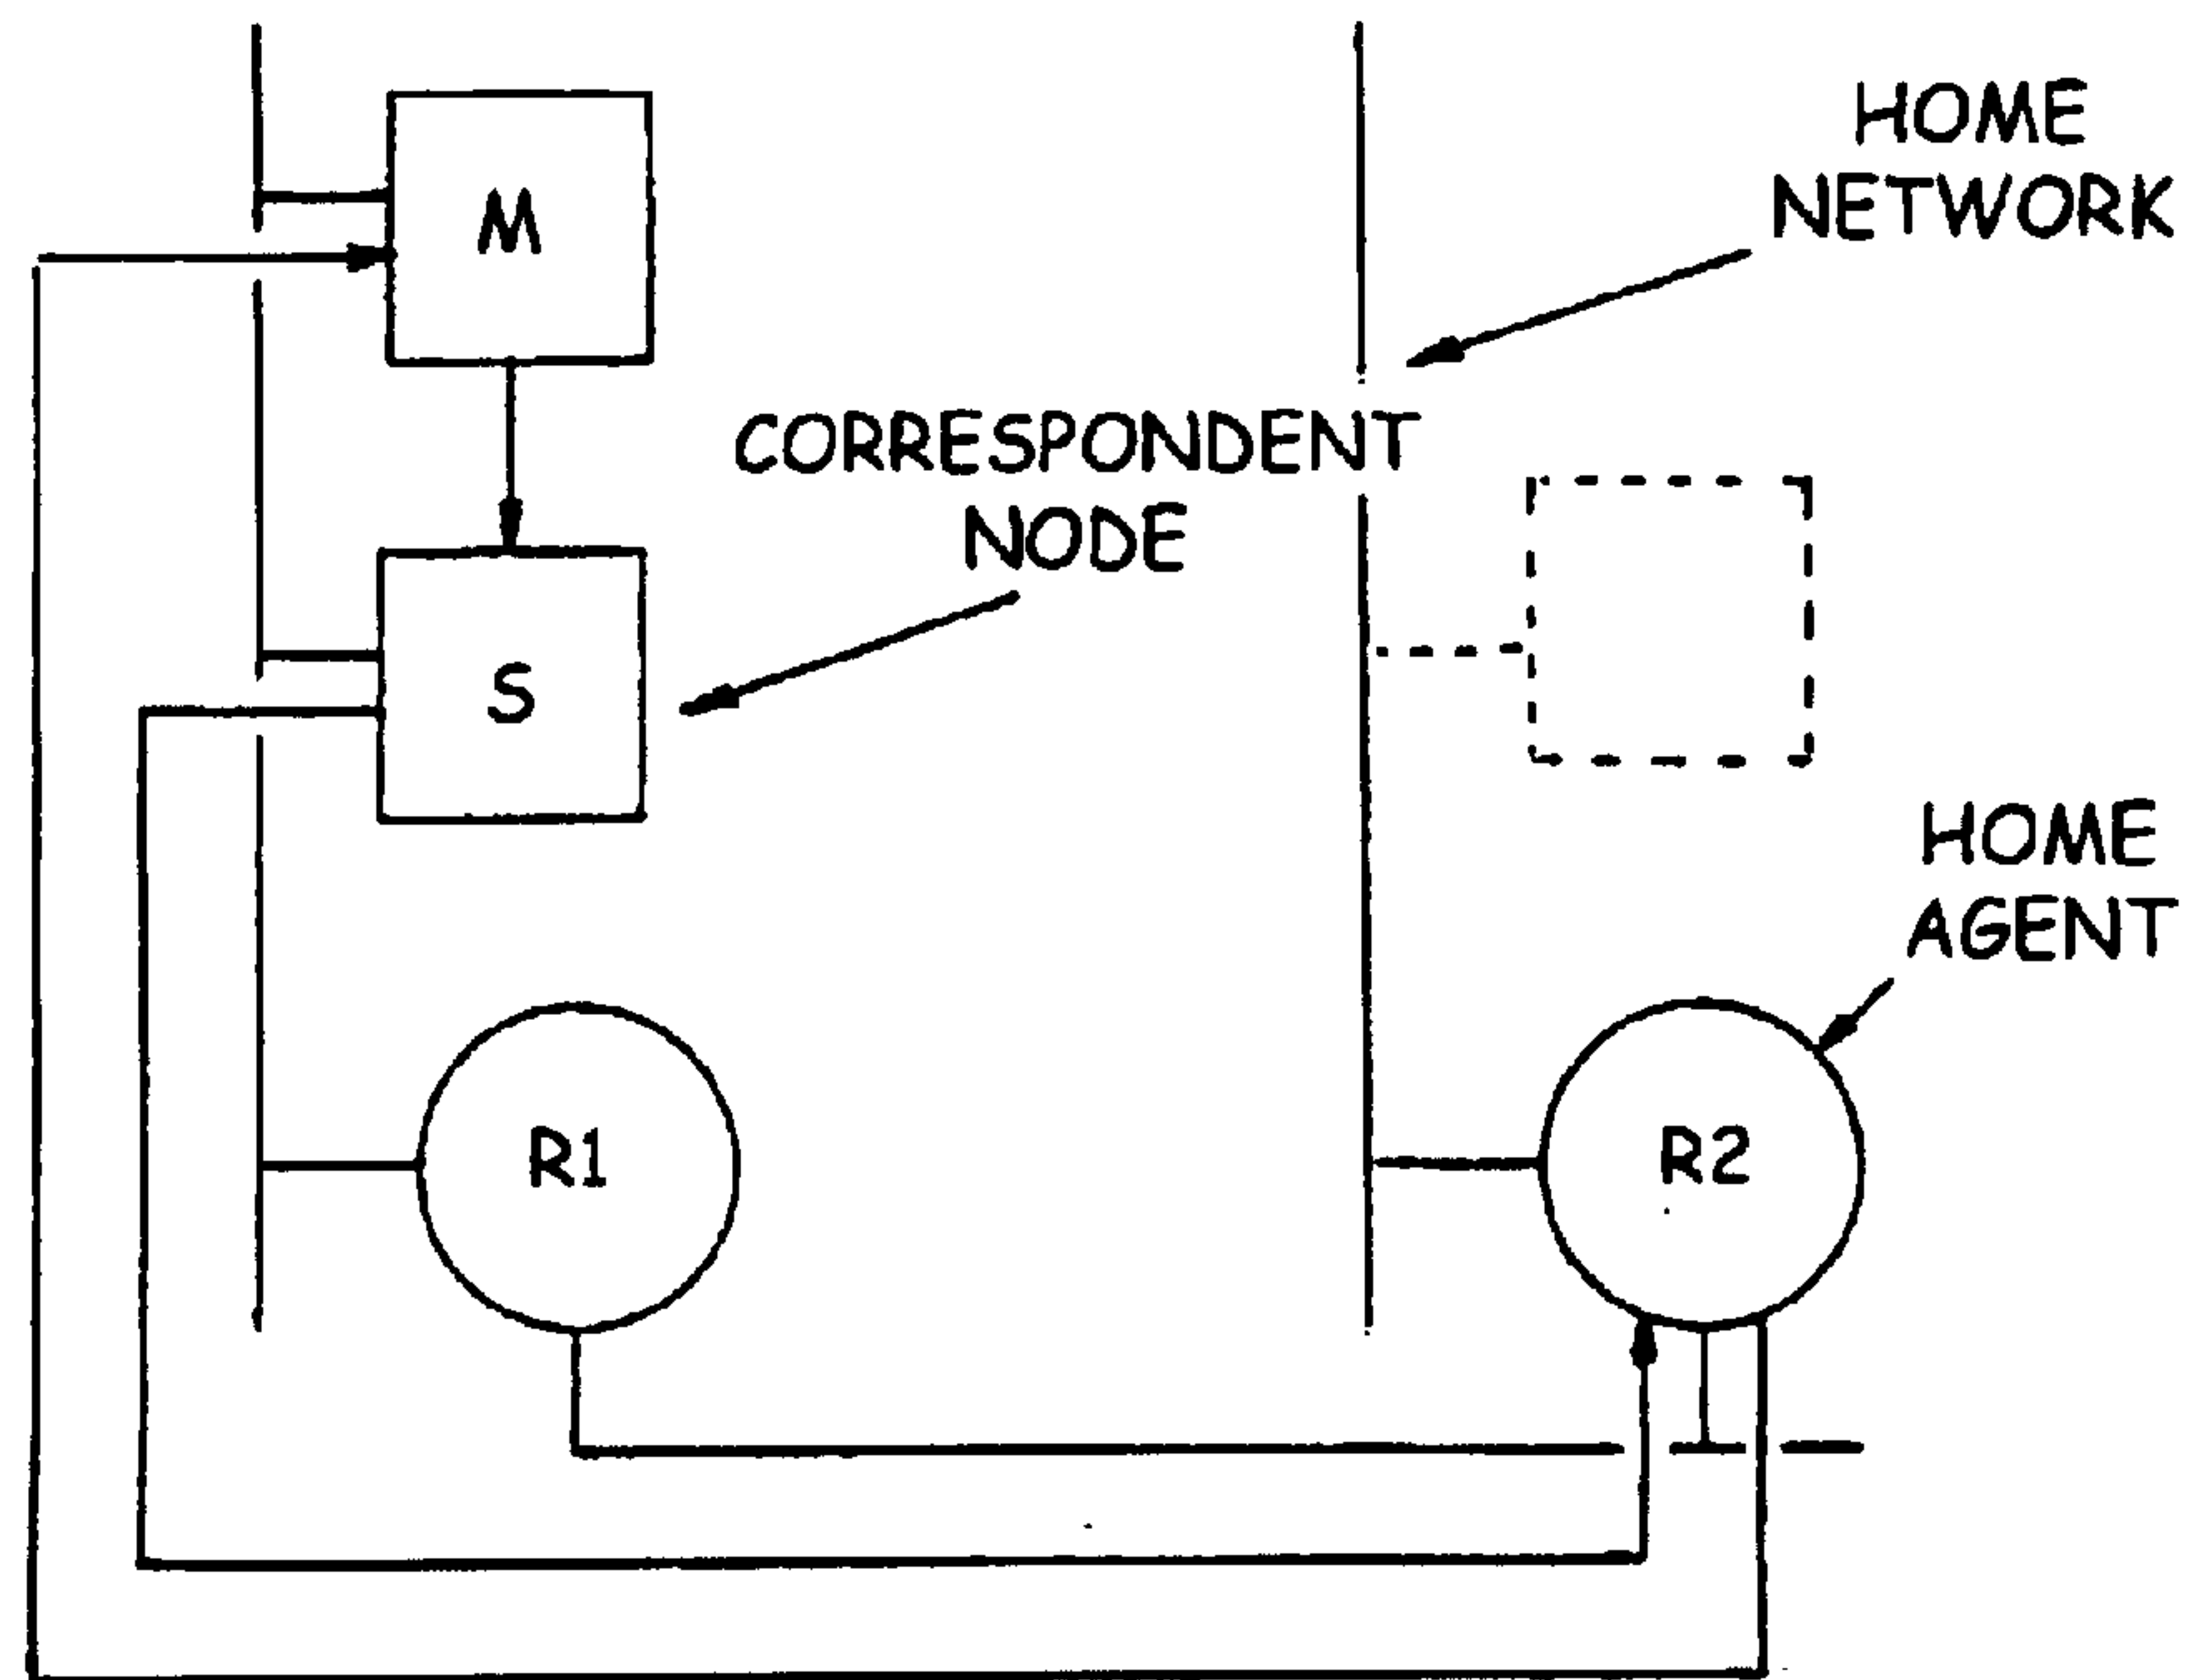 HOME
NETWORK
M
CORRESPONDENT
NODE
S
HOME
AGENT
R1
R2